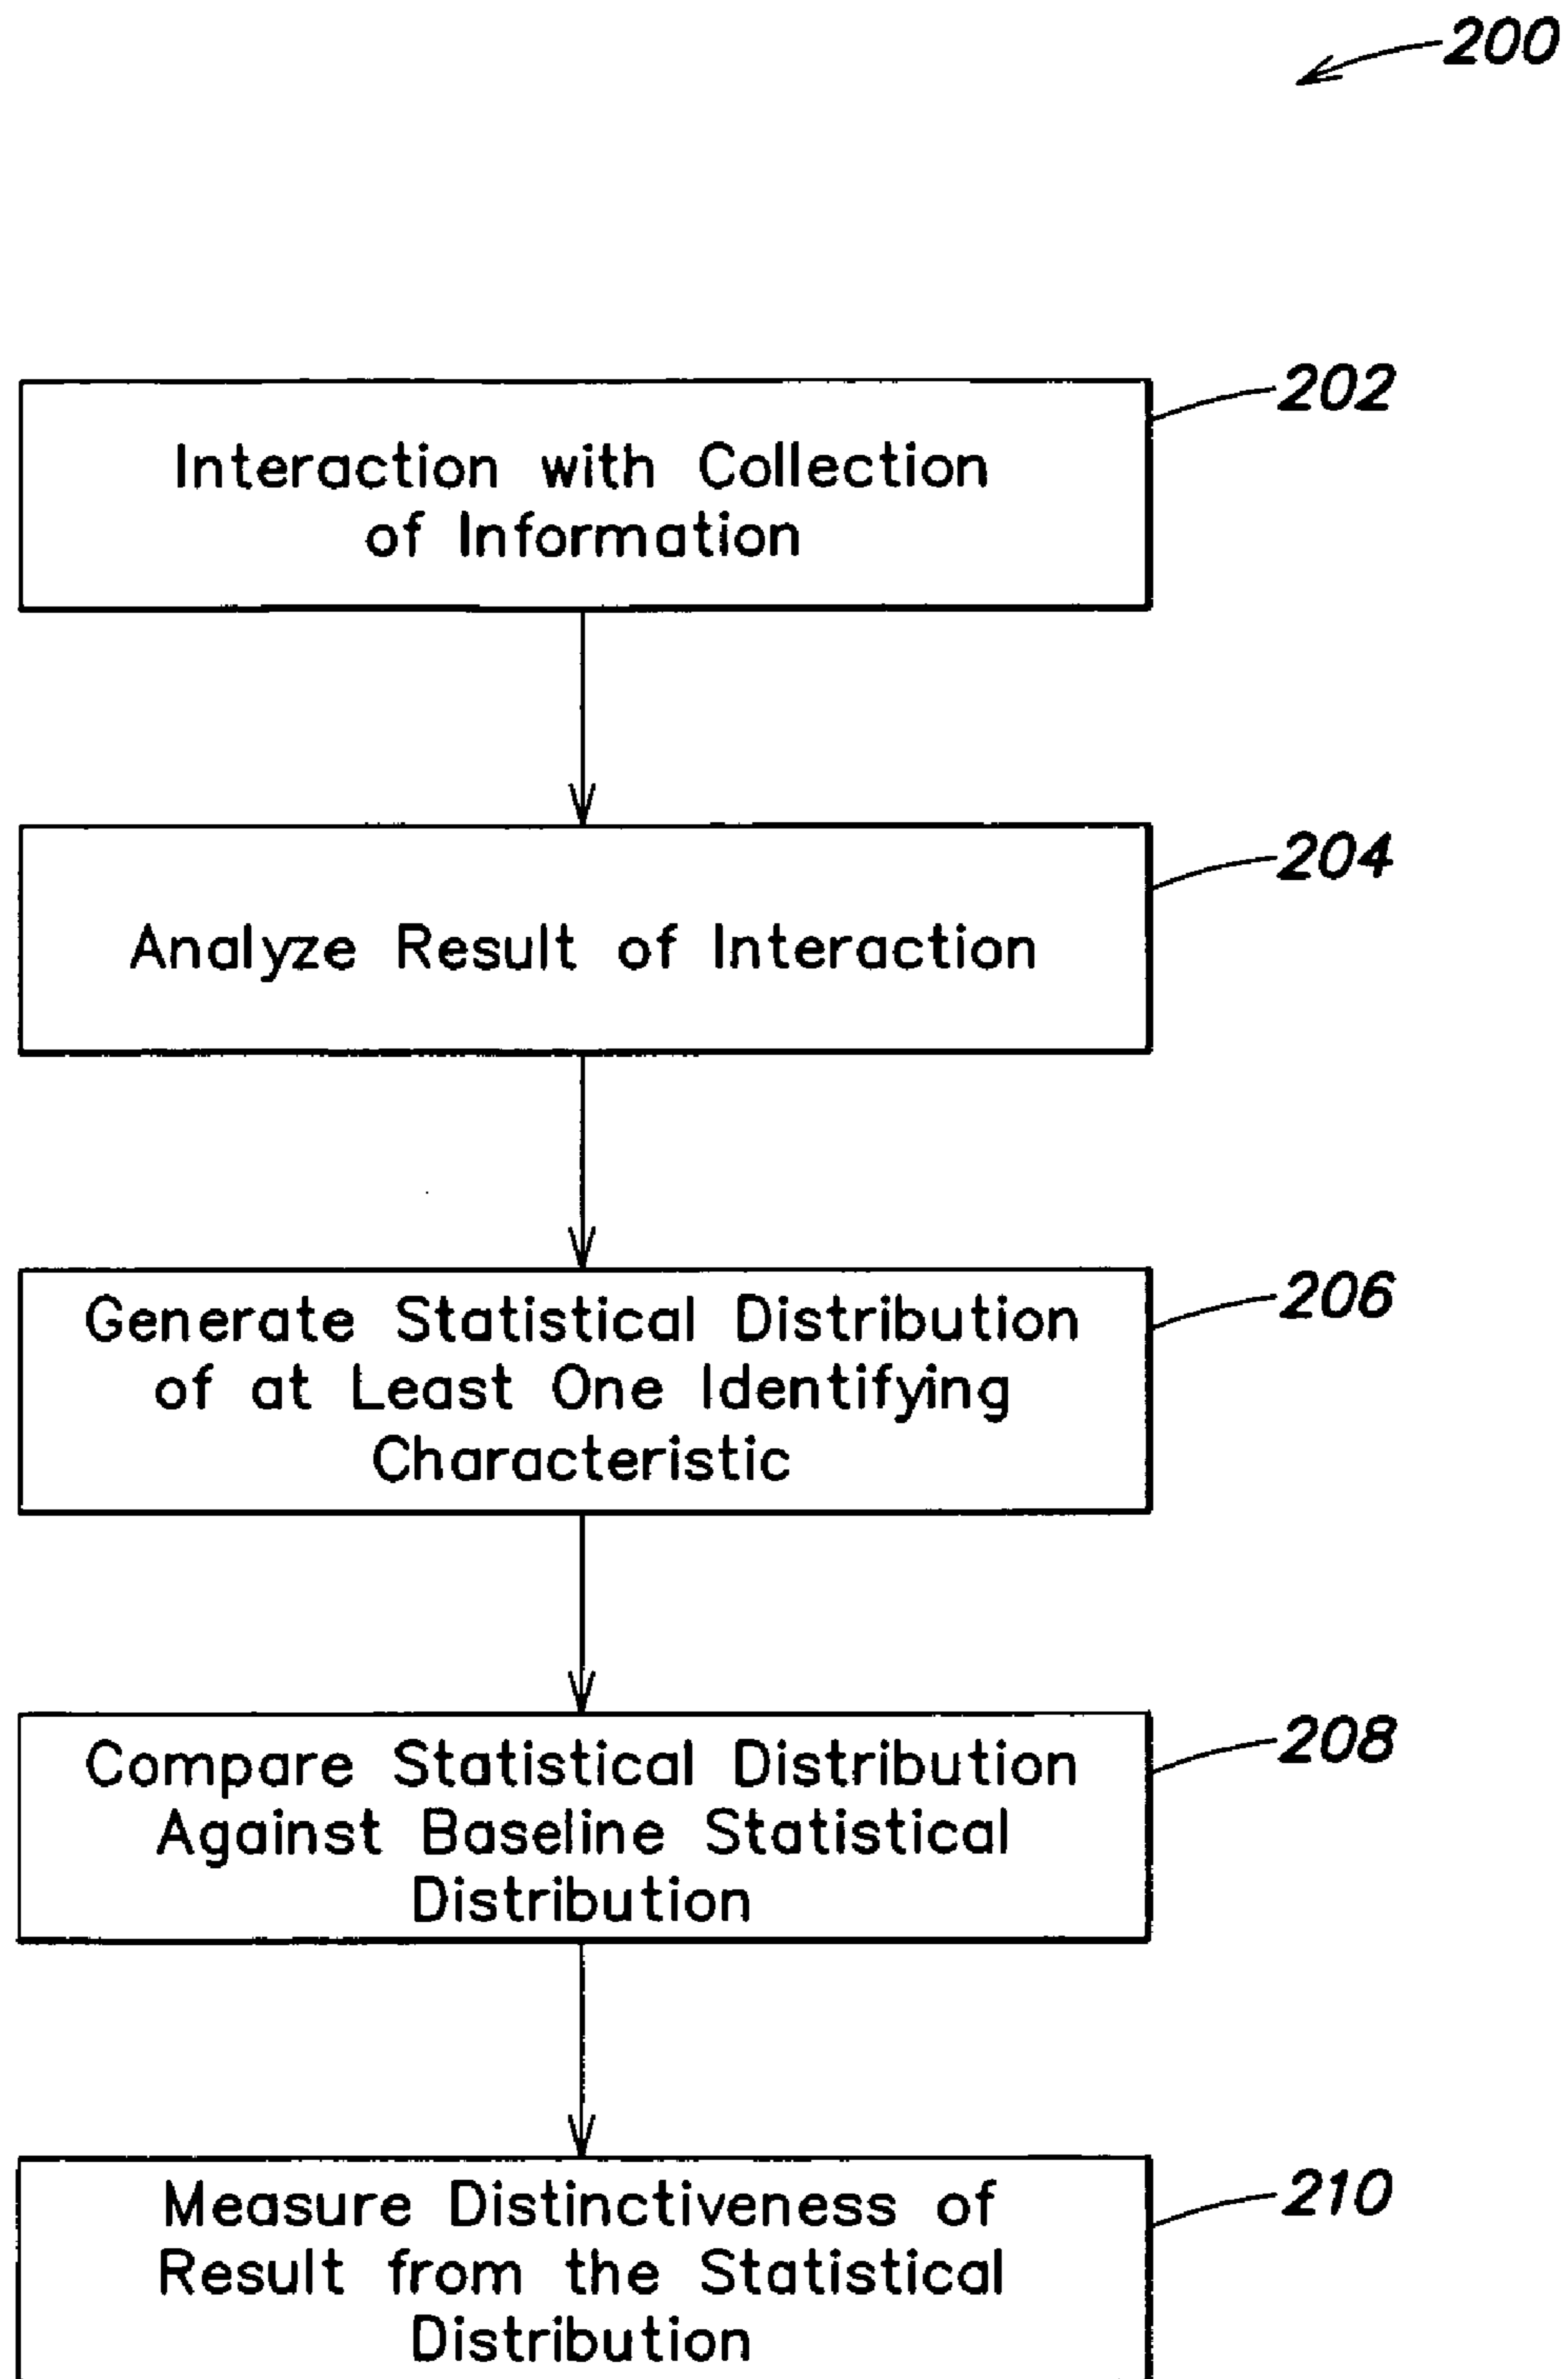 200
202
Interaction with Collection
of Information
204
Analyze Result of Interaction
206
Generate Statistical Distribution
of at Least One Identifying
Characteristic
208
Compare Statistical Distribution
Against Baseline Statistical
Distribution
210
Measure Distinctiveness of
Result from the Statistical
Distribution